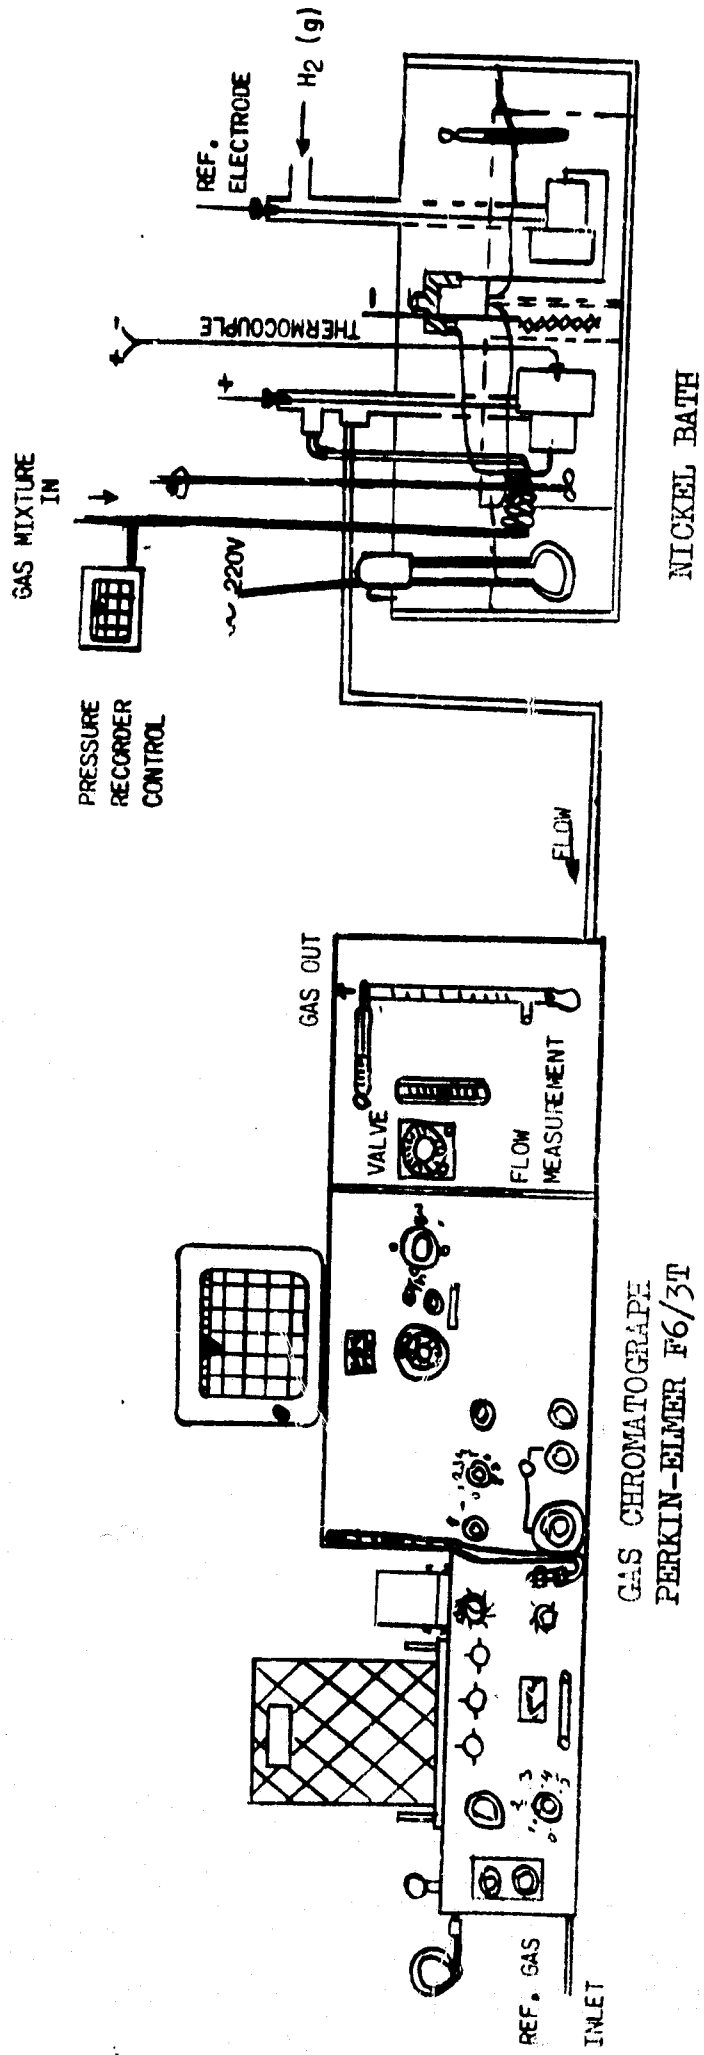 GAS MIXTURE
IN
PRESSURE
RECORDER
CONTROL
~ 220V
+
+ -
THERMOCOUPLE
-
REF.
ELECTRODE
H2 (g)
NICKEL BATH
FLOW
GAS OUT
VALVE
FLOW
MEASUREMENT
GAS CHROMATOGRAPH
PERKIN-ELMER F6/3T
REF. GAS
INLET